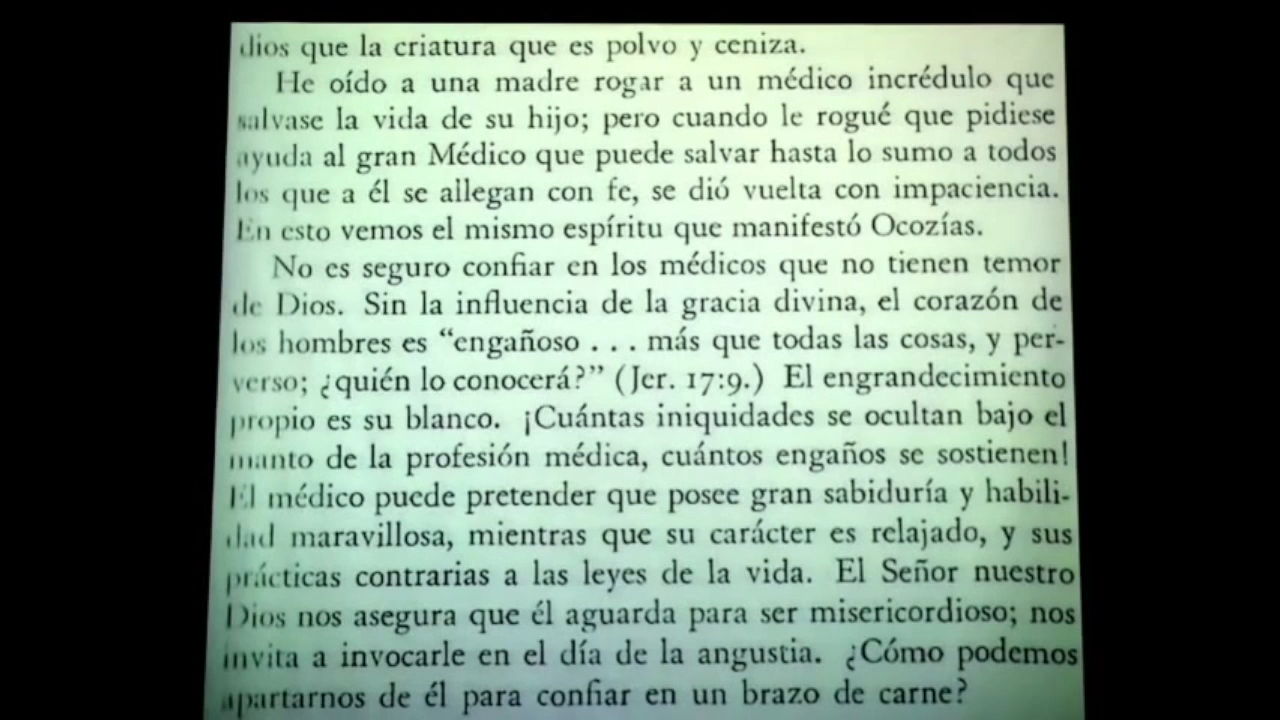 dios que la criatura que es polvo y ceniza.
He oído a una madre rogar a un médico incrédulo que
salvase la vida de su hijo; pero cuando le rogué que pidiese
ayuda al gran Médico que puede salvar hasta lo sumo a todos
los que a él se allegan con fe, se dió vuelta con impaciencia.
En esto vemos el mismo espíritu que manifestó Ocozías.
No es seguro confiar en los médicos que no tienen temor
de Dios. Sin la influencia de la gracia divina, el corazón de
los hombres es “engañoso . . . más que todas las cosas, y per-
verso; ¿quién lo conocerá?” (Jer. 17:9.) El engrandecimiento
propio es su blanco. ¡Cuántas iniquidades se ocultan bajo el
manto de la profesión médica, cuántos engaños se sostienen!
El médico puede pretender que posee gran sabiduría y habili-
dad maravillosa, mientras que su carácter es relajado, y sus
prácticas contrarias a las leyes de la vida. El Señor nuestro
Dios nos asegura que él aguarda para ser misericordioso; nos
invita a invocarle en el día de la angustia. ¿Cómo podemos
apartarnos de él para confiar en un brazo de carne?